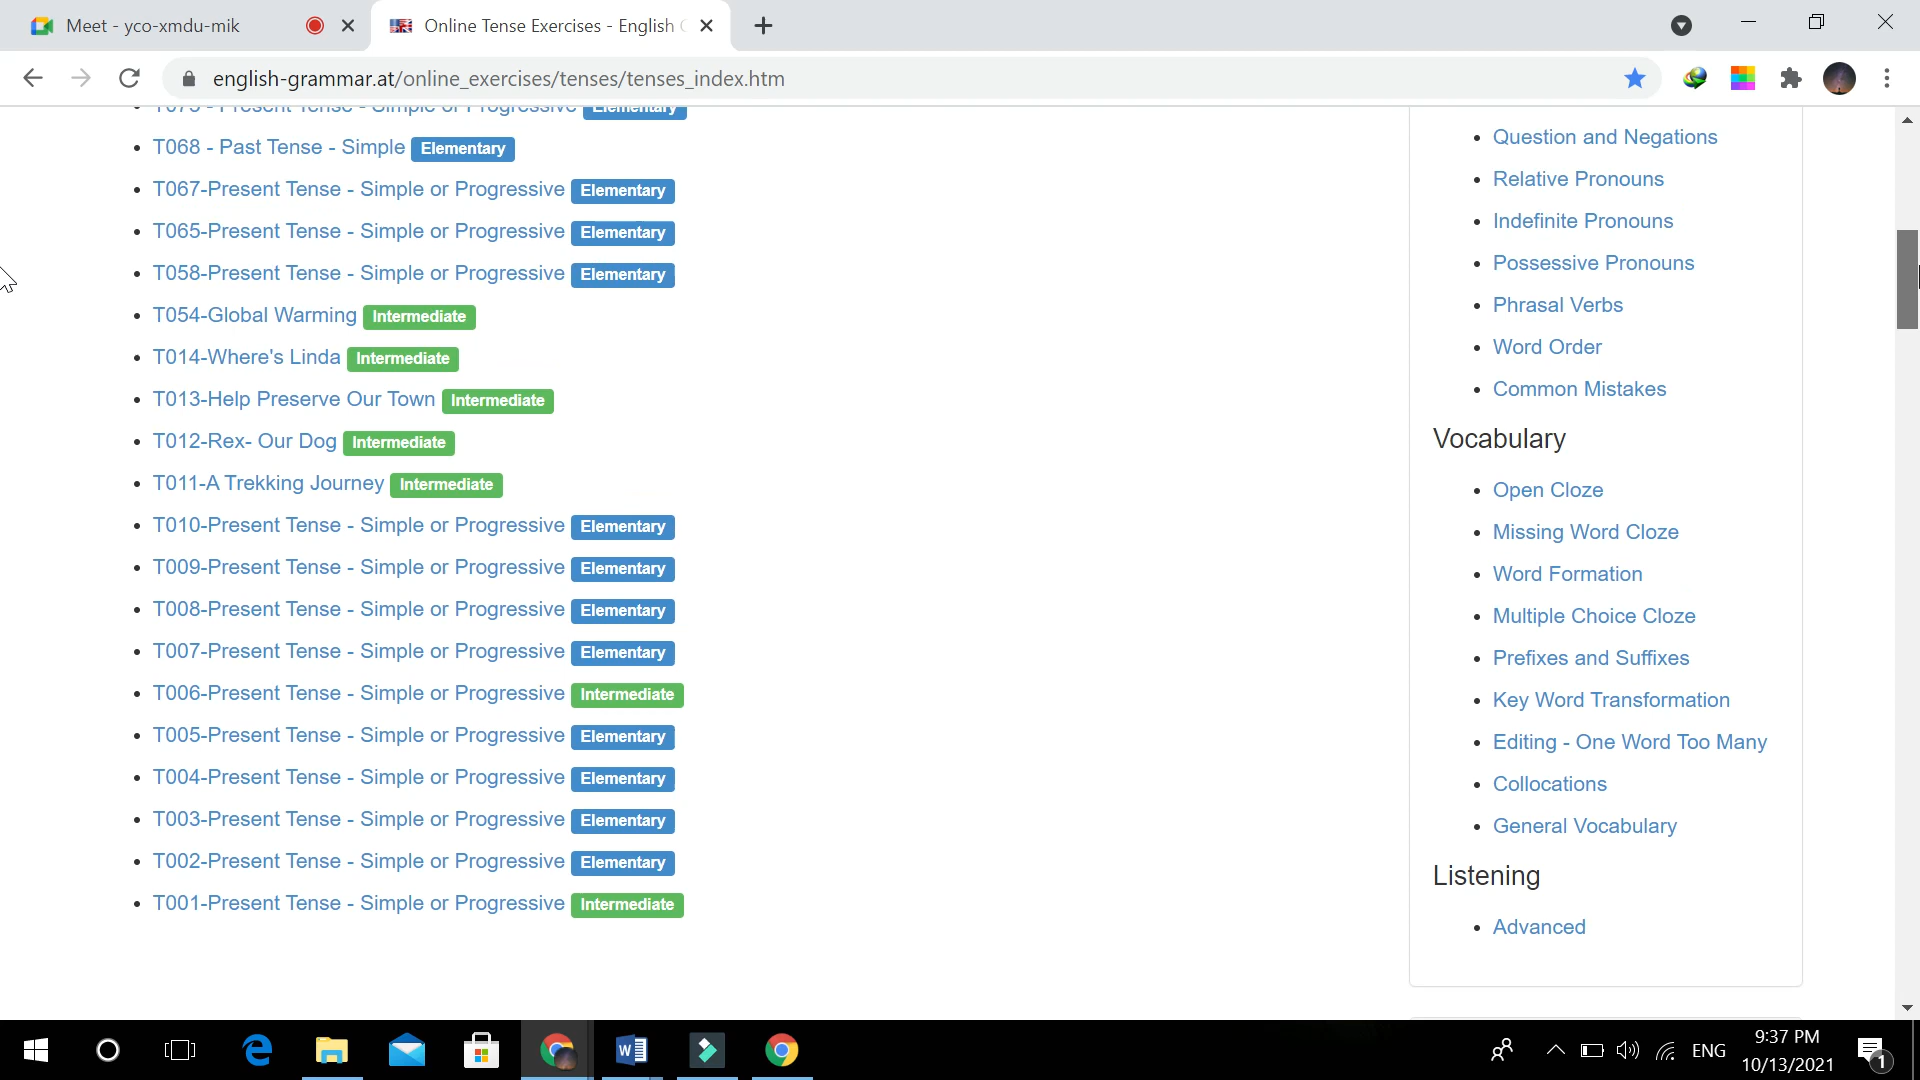 Meet - yco-xmdu-mik
Online Tense Exercises - English
english-grammar.at/online_exercises/tenses/tenses_index.htm
T068 - Past Tense - Simple Elementary
T067-Present Tense - Simple or Progressive Elementary
T065-Present Tense - Simple or Progressive Elementary
T058-Present Tense - Simple or Progressive Elementary
T054-Global Warming Intermediate
T014-Where's Linda Intermediate
T013-Help Preserve Our Town Intermediate
T012-Rex- Our Dog Intermediate
T011-A Trekking Journey Intermediate
T010-Present Tense - Simple or Progressive Elementary
T009-Present Tense - Simple or Progressive Elementary
T008-Present Tense - Simple or Progressive Elementary
T007-Present Tense - Simple or Progressive Elementary
T006-Present Tense - Simple or Progressive Intermediate
T005-Present Tense - Simple or Progressive Elementary
T004-Present Tense - Simple or Progressive Elementary
T003-Present Tense - Simple or Progressive Elementary
T002-Present Tense - Simple or Progressive Elementary
T001-Present Tense - Simple or Progressive Intermediate
Question and Negations
Relative Pronouns
Indefinite Pronouns
Possessive Pronouns
Phrasal Verbs
Word Order
Common Mistakes
Vocabulary
Open Cloze
Missing Word Cloze
Word Formation
Multiple Choice Cloze
Prefixes and Suffixes
Key Word Transformation
Editing - One Word Too Many
Collocations
General Vocabulary
Listening
Advanced
ENG
9:37 PM
10/13/2021
1